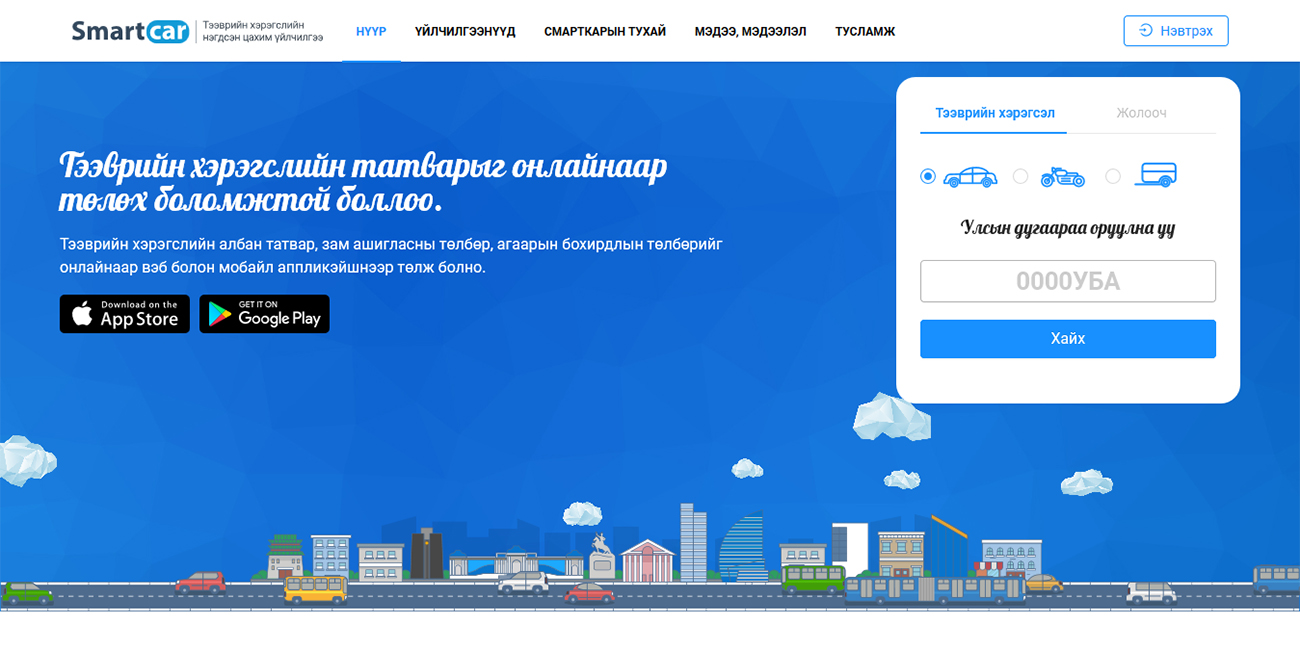 Smartcar
Тээврийн хэрэгслийн
нэгдсэн цахим үйлчилгээ
НҮҮР
ҮЙЛЧИЛГЭЭНҮҮД
СМАРТКАРЫН ТУХАЙ
МЭДЭЭ, МЭДЭЭЛЭЛ
ТУСЛАМЖ
Нэвтрэх
Тээврийн хэрэгслийн татварыг онлайнаар
төлөх боломжтой боллоо.
Тээврийн хэрэгслийн албан татвар, зам ашигласны төлбөр, агаарын бохирдлын төлбөрийг
онлайнаар вэб болон мобайл аппликэйшнээр төлж болно.
Download on the
App Store
GET IT ON
Google Play
Тээврийн хэрэгсэл
Жолооч
Улсын дугаараа оруулна уу
0000УБА
Хайх